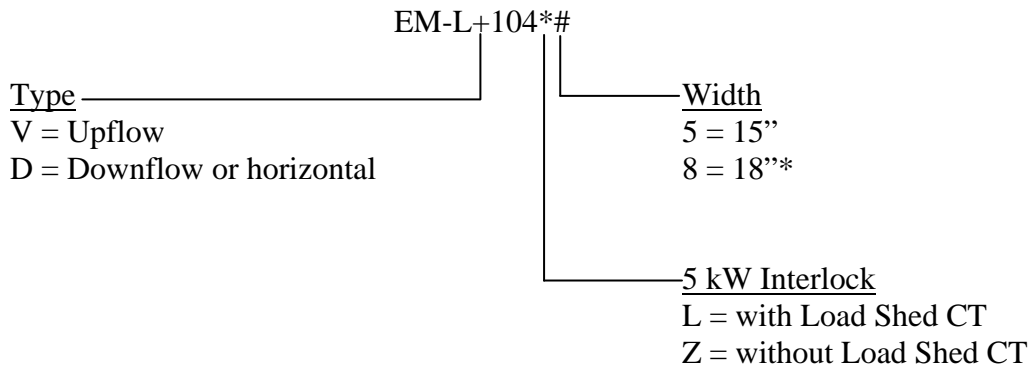 EM-L+104*#
Type
V = Upflow
D = Downflow or horizontal
Width
5 = 15”
8 = 18”*
5 kW Interlock
L = with Load Shed CT
Z = without Load Shed CT